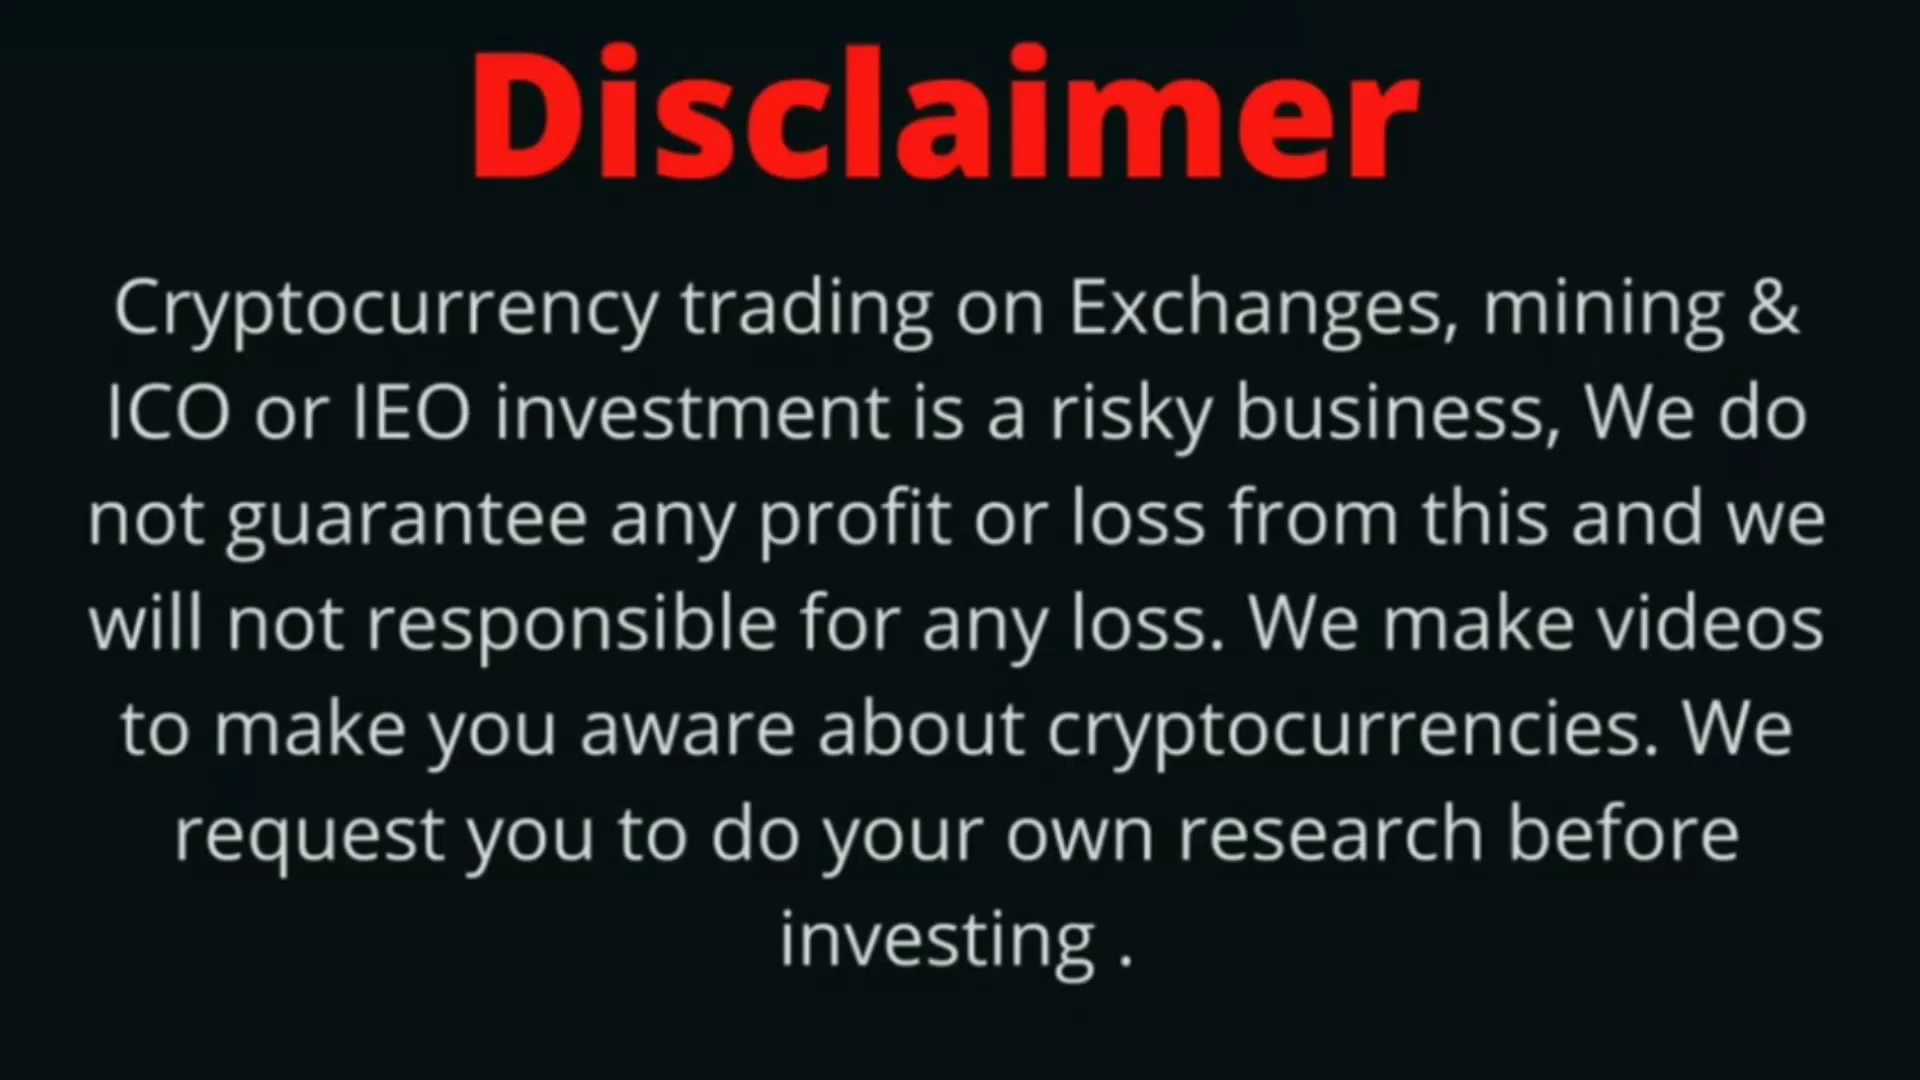 Disclaimer
Cryptocurrency trading on Exchanges, mining &
ICO or IEO investment is a risky business, We do
not guarantee any profit or loss from this and we
will not responsible for any loss. We make videos
to make you aware about cryptocurrencies. We
request you to do your own research before
investing .